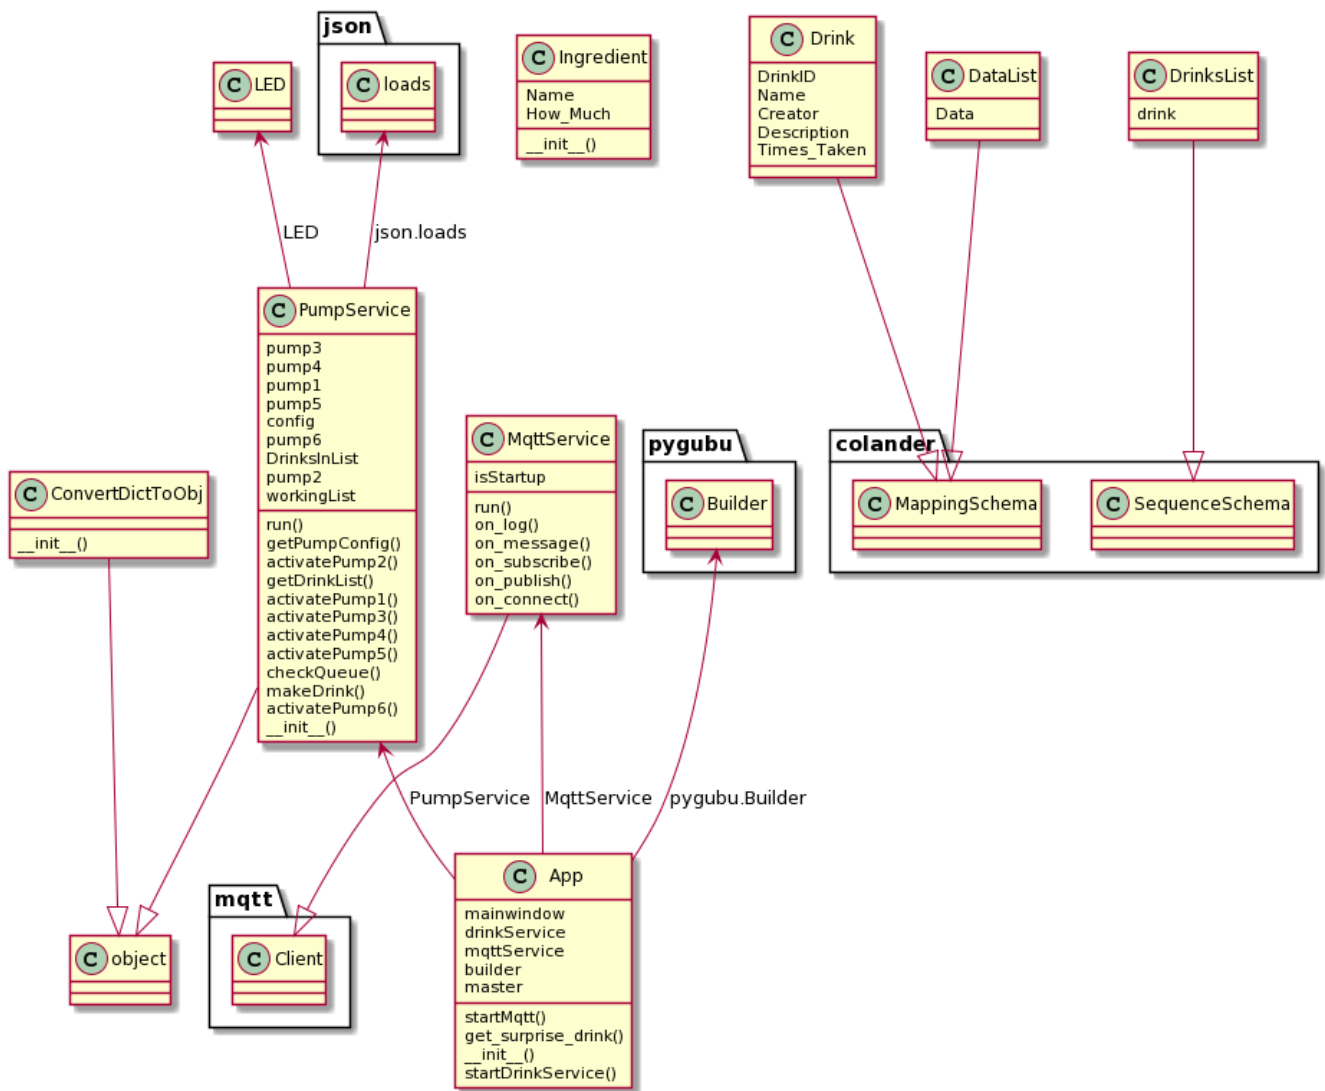 json
C LED
C loads
C Ingredient
Name
How_Much
__init__()
C Drink
DrinkID
Name
Creator
Description
Times_Taken
C DataList
Data
C DrinksList
drink
LED
json.loads
C PumpService
pump3
pump4
pump1
pump5
config
pump6
DrinksInList
pump2
workingList
run()
getPumpConfig()
activatePump2()
getDrinkList()
activatePump1()
activatePump3()
activatePump4()
activatePump5()
checkQueue()
makeDrink()
activatePump6()
__init__()
C ConvertDictToObj
__init__()
C MqttService
isStartup
run()
on_log()
on_message()
on_subscribe()
on_publish()
on_connect()
pygubu
C Builder
colander
C MappingSchema
C SequenceSchema
PumpService
MqttService
pygubu.Builder
C object
mqtt
C Client
C App
mainwindow
drinkService
mqttService
builder
master
startMqtt()
get_surprise_drink()
__init__()
startDrinkService()